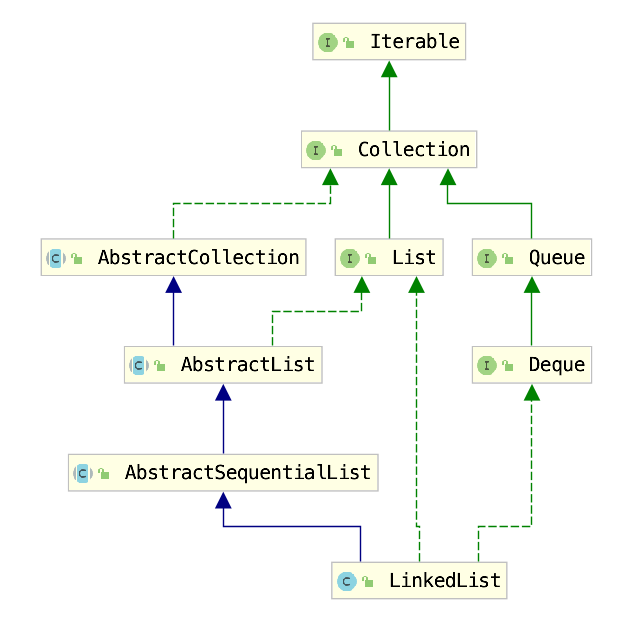 I Iterable
I Collection
C AbstractCollection
I List
I Queue
C AbstractList
I Deque
C AbstractSequentialList
C LinkedList